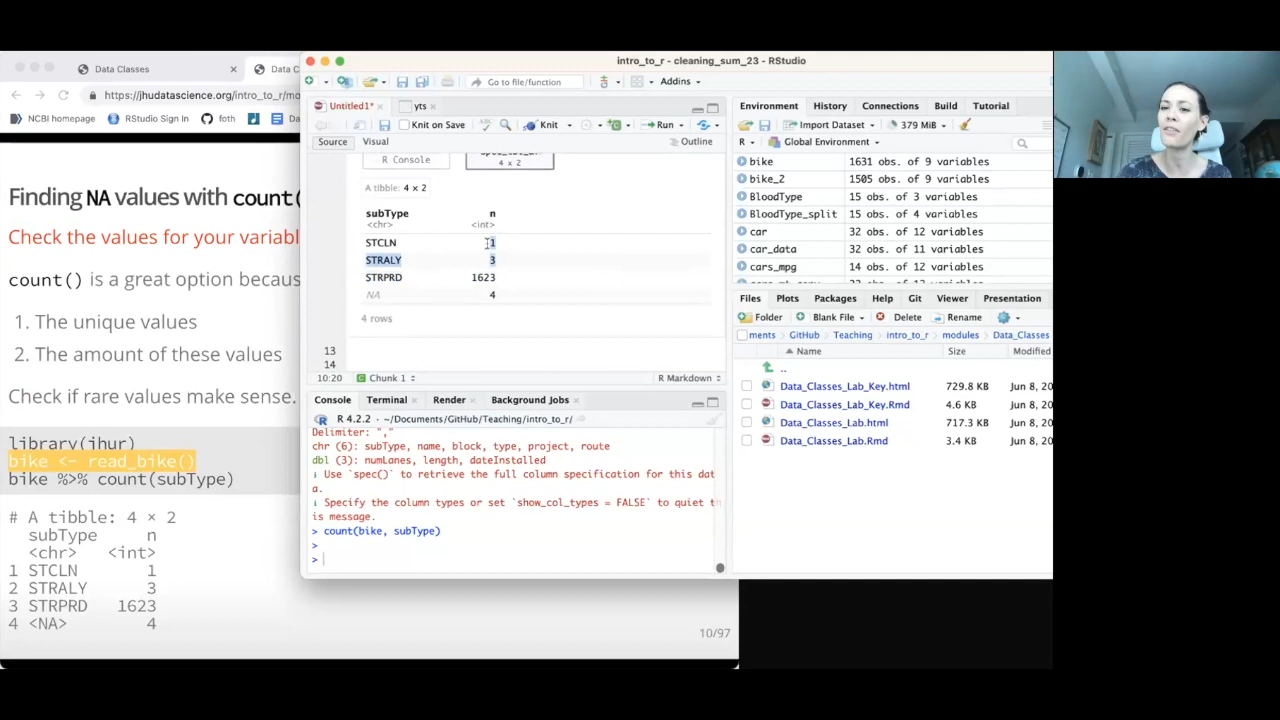 Data Classes
Data C
https://jhudatascience.org/intro_to_r/mo
NCBI homepage
RStudio Sign In
foth
Finding NA values with count(
Check the values for your variabl
count() is a great option becaus
1. The unique values
2. The amount of these values
Check if rare values make sense.
library(jhur)
bike <- read_bike()
bike %>% count(subType)
# A tibble: 4 × 2
subType n
<chr> <int>
1 STCLN 1
2 STRALY 3
3 STRPRD 1623
4 <NA> 4
10/97
intro_to_r - cleaning_sum_23 - RStudio
Go to file/function
Addins
Untitled1*
yts
Knit on Save
Knit
Run
Source
Visual
Outline
R Console
4 x 2
A tibble: 4 × 2
subType n
<chr> <int>
STCLN 1
STRALY 3
STRPRD 1623
NA 4
4 rows
13
14
10:20 Chunk 1 R Markdown
Console Terminal Render Background Jobs
R 4.2.2 · ~/Documents/GitHub/Teaching/intro_to_r/
Delimiter: ","
chr (6): subType, name, block, type, project, route
dbl (3): numLanes, length, dateInstalled
ℹ Use `spec()` to retrieve the full column specification for this dat
a.
ℹ Specify the column types or set `show_col_types = FALSE` to quiet th
is message.
> count(bike, subType)
>
>
Environment History Connections Build Tutorial
Import Dataset 379 MiB
R Global Environment
bike 1631 obs. of 9 variables
bike_2 1505 obs. of 9 variables
BloodType 15 obs. of 3 variables
BloodType_split 15 obs. of 4 variables
car 32 obs. of 12 variables
car_data 32 obs. of 11 variables
cars_mpg 14 obs. of 12 variables
Files Plots Packages Help Git Viewer Presentation
Folder Blank File Delete Rename
ments GitHub Teaching intro_to_r modules Data_Classes
Name Size Modified
..
Data_Classes_Lab_Key.html 729.8 KB Jun 8, 20
Data_Classes_Lab_Key.Rmd 4.6 KB Jun 8, 20
Data_Classes_Lab.html 717.3 KB Jun 8, 20
Data_Classes_Lab.Rmd 3.4 KB Jun 8, 20